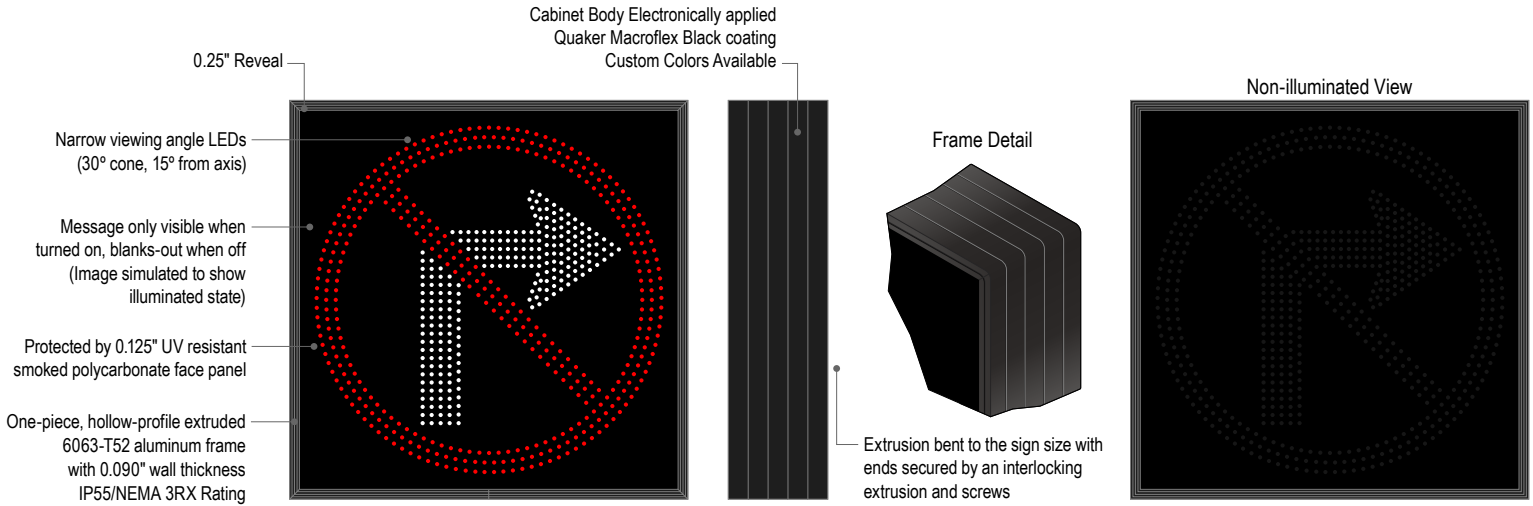 Cabinet Body Electronically applied
Quaker Macroflex Black coating
Custom Colors Available
0.25" Reveal
Narrow viewing angle LEDs
(30º cone, 15º from axis)
Message only visible when
turned on, blanks-out when off
(Image simulated to show
illuminated state)
Protected by 0.125" UV resistant
smoked polycarbonate face panel
One-piece, hollow-profile extruded
6063-T52 aluminum frame
with 0.090" wall thickness
IP55/NEMA 3RX Rating
Frame Detail
Extrusion bent to the sign size with
ends secured by an interlocking
extrusion and screws
Non-illuminated View